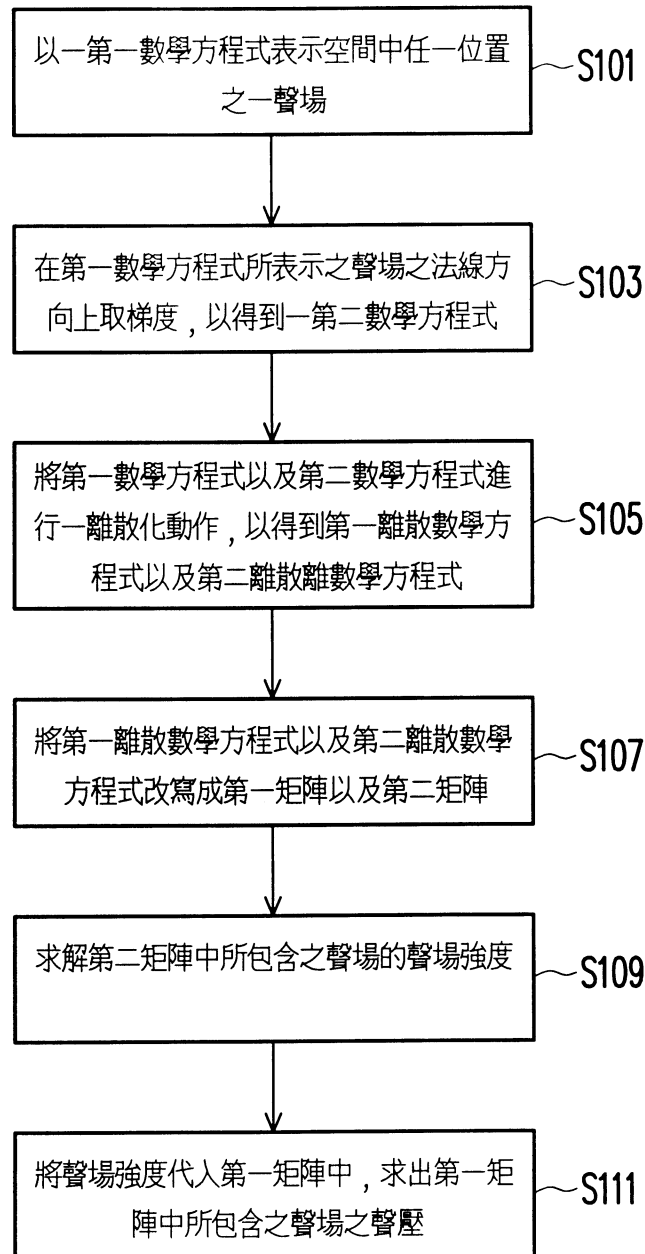 以一第一數學方程式表示空間中任一位置
之一聲場
S101
在第一數學方程式所表示之聲場之法線方
向上取梯度，以得到一第二數學方程式
S103
將第一數學方程式以及第二數學方程式進
行一離散化動作，以得到第一離散數學方
程式以及第二離散離數學方程式
S105
將第一離散數學方程式以及第二離散數學
方程式改寫成第一矩陣以及第二矩陣
S107
求解第二矩陣中所包含之聲場的聲場強度
S109
將聲場強度代入第一矩陣中，求出第一矩
陣中所包含之聲場之聲壓
S111